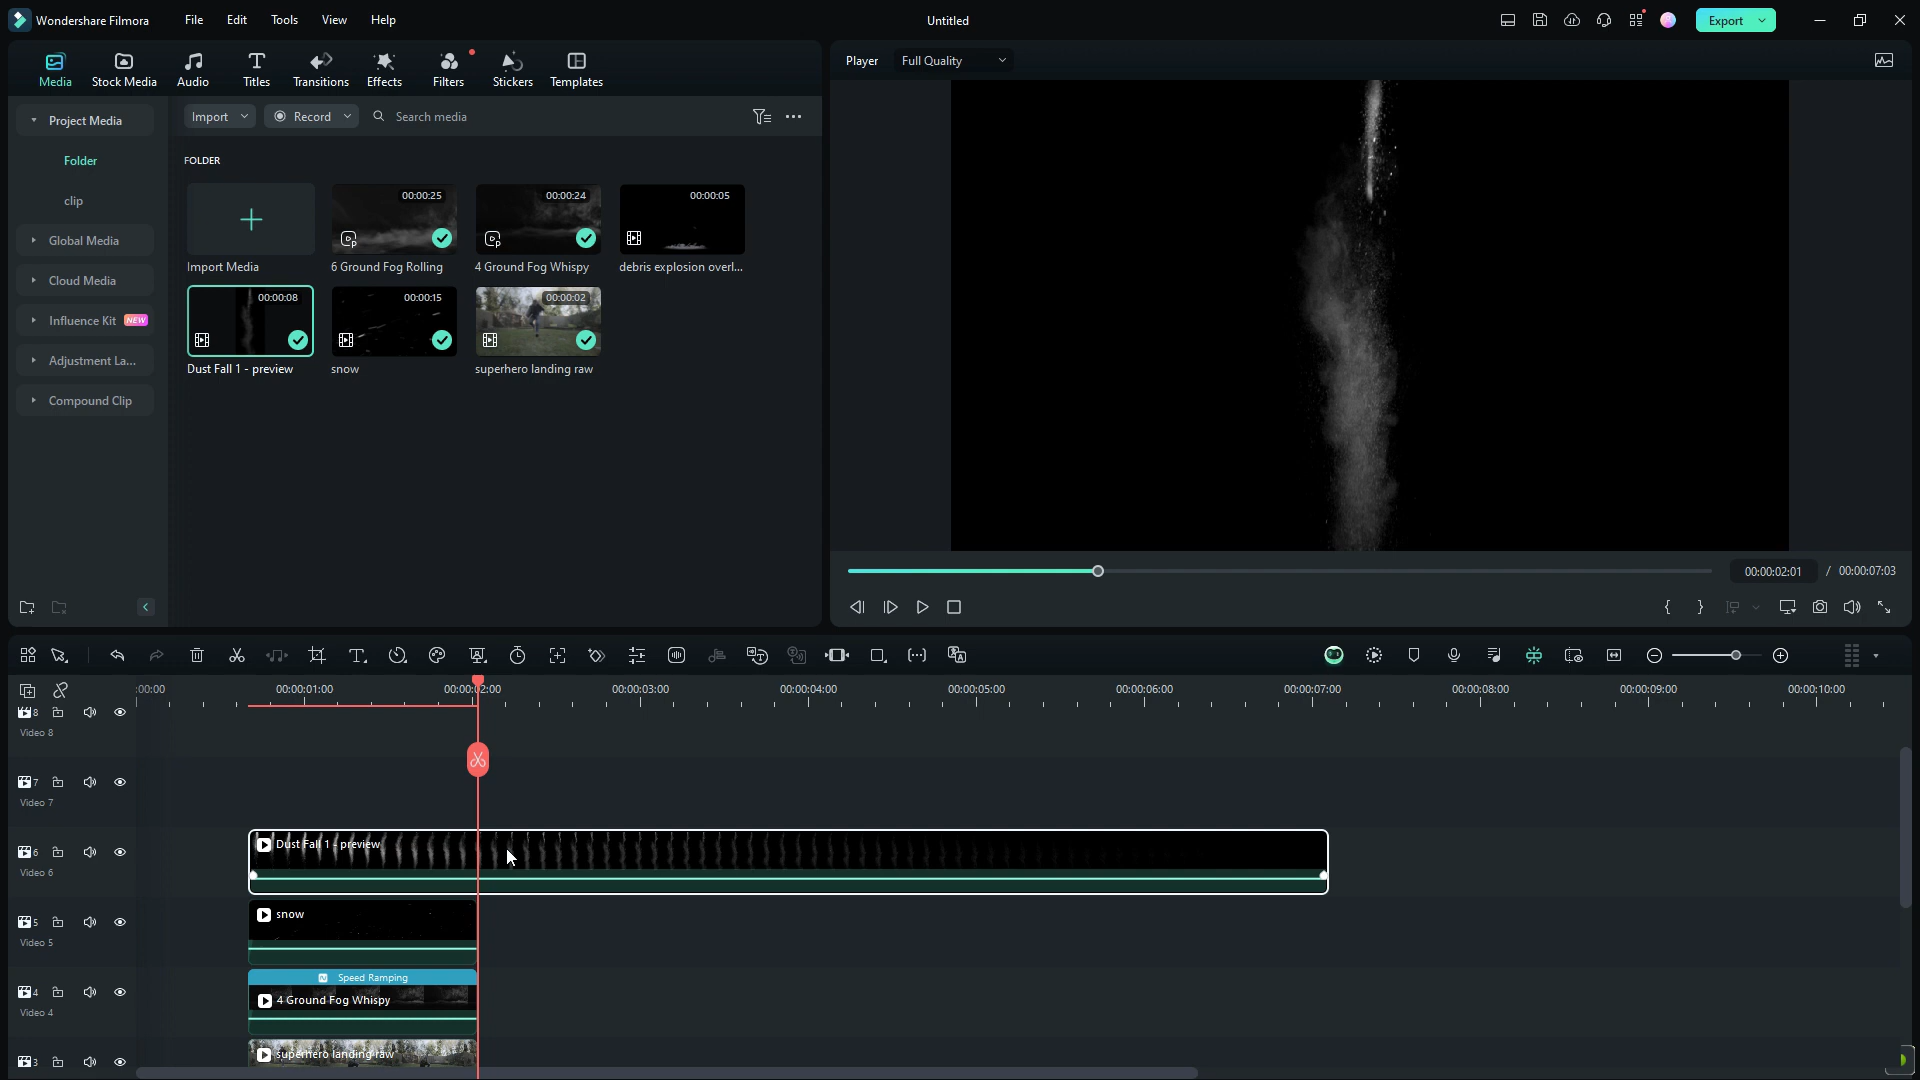 Wondershare Filmora
File
Edit
Tools
View
Help
Untitled
Export
Media
Stock Media
Audio
Titles
Transitions
Effects
Filters
Stickers
Templates
Player
Full Quality
Project Media
Import
Record
Search media
Folder
FOLDER
clip
Global Media
Cloud Media
Influence Kit NEW
Adjustment La...
Compound Clip
00:00:25
00:00:24
00:00:05
Import Media
6 Ground Fog Rolling
4 Ground Fog Whispy
debris explosion overl...
00:00:08
00:00:15
00:00:02
Dust Fall 1 - preview
snow
superhero landing raw
00:00:02:01 / 00:00:07:03
:00:00
00:00:01:00
00:00:02:00
00:00:03:00
00:00:04:00
00:00:05:00
00:00:06:00
00:00:07:00
00:00:08:00
00:00:09:00
00:00:10:00
8
Video 8
7
Video 7
6
Dust Fall 1 - preview
Video 6
5
snow
Video 5
Speed Ramping
4
4 Ground Fog Whispy
Video 4
3
superhero landing raw